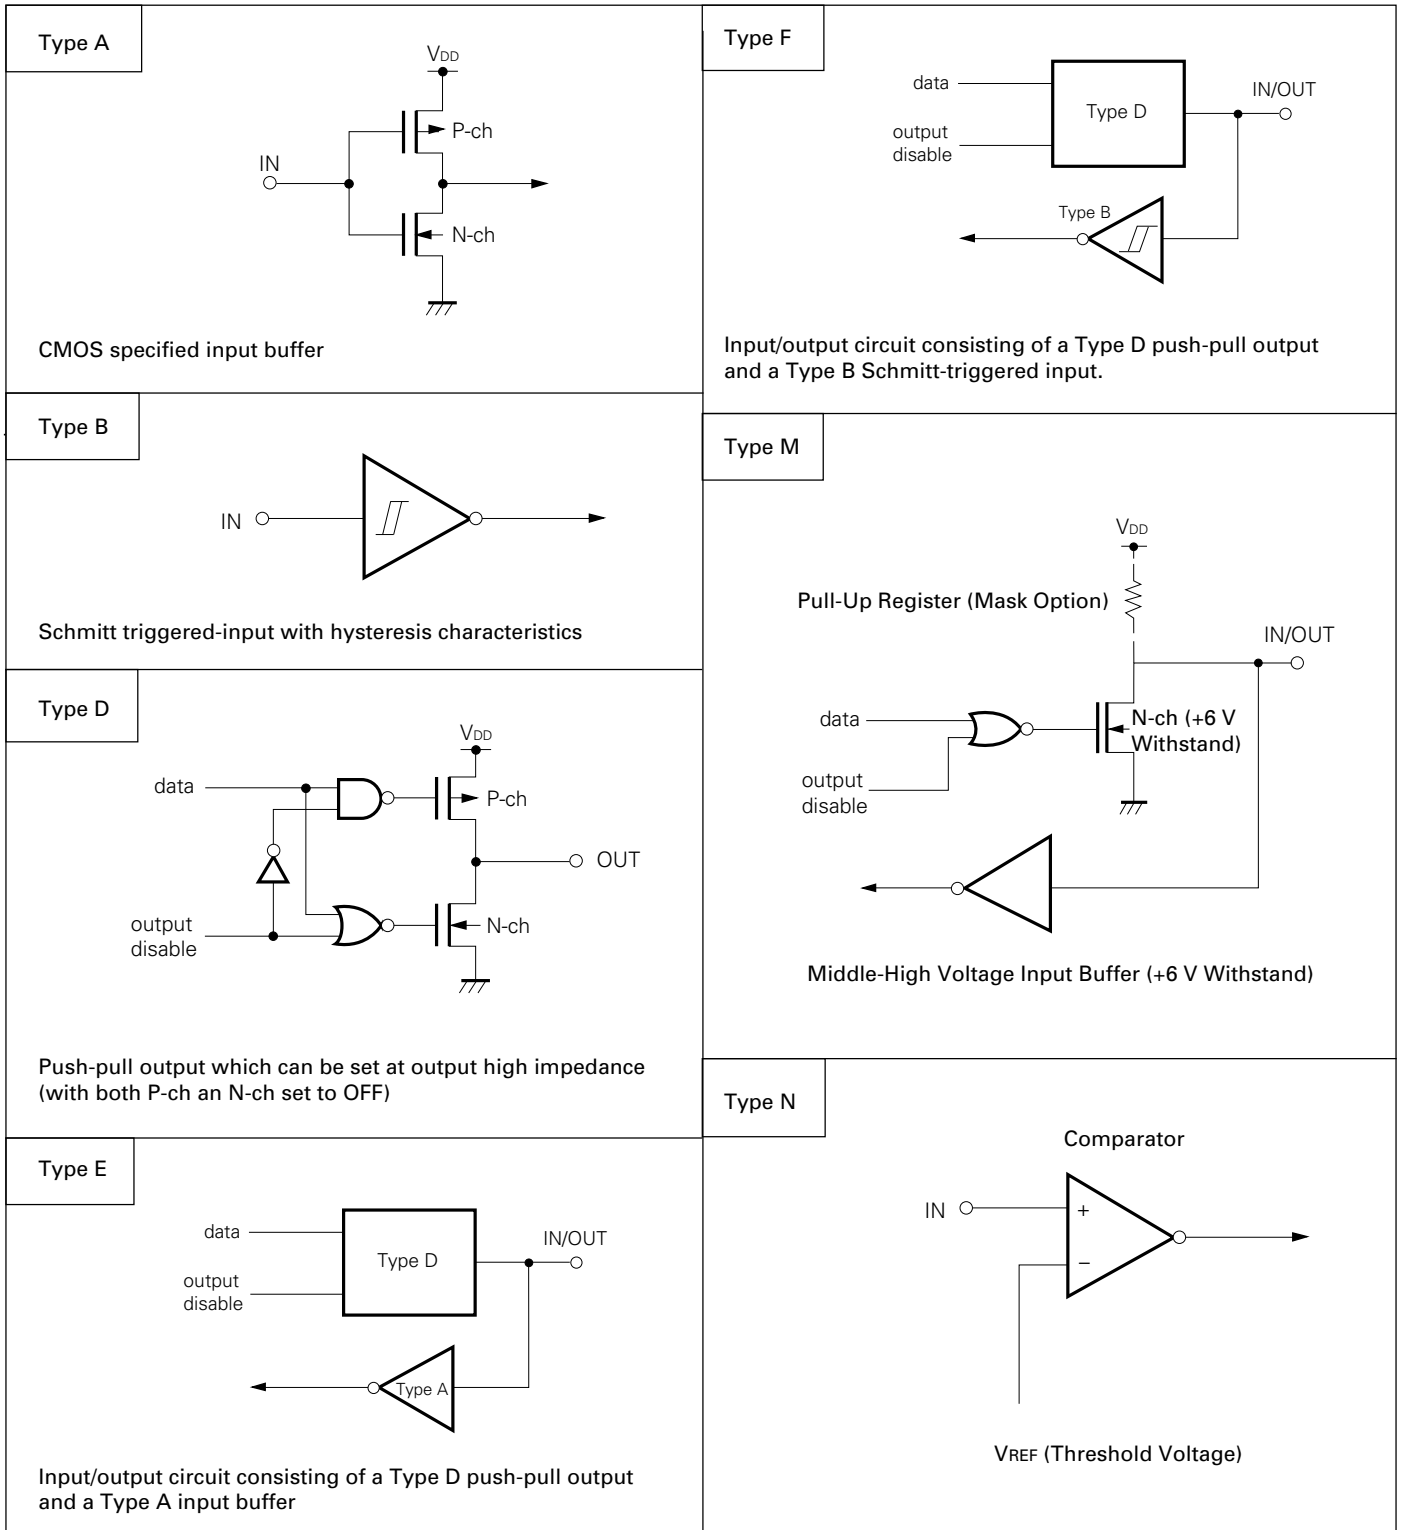 Type A
VDD
P-ch
IN
N-ch
CMOS specified input buffer
Type B
IN
Schmitt triggered-input with hysteresis characteristics
Type D
VDD
data
P-ch
OUT
output
disable
N-ch
Push-pull output which can be set at output high impedance
(with both P-ch an N-ch set to OFF)
Type E
data
Type D
IN/OUT
output
disable
Type A
Input/output circuit consisting of a Type D push-pull output
and a Type A input buffer
Type F
data
Type D
IN/OUT
output
disable
Type B
Input/output circuit consisting of a Type D push-pull output
and a Type B Schmitt-triggered input.
Type M
VDD
Pull-Up Register (Mask Option)
IN/OUT
data
N-ch (+6 V
Withstand)
output
disable
Middle-High Voltage Input Buffer (+6 V Withstand)
Type N
Comparator
IN
+
−
VREF (Threshold Voltage)